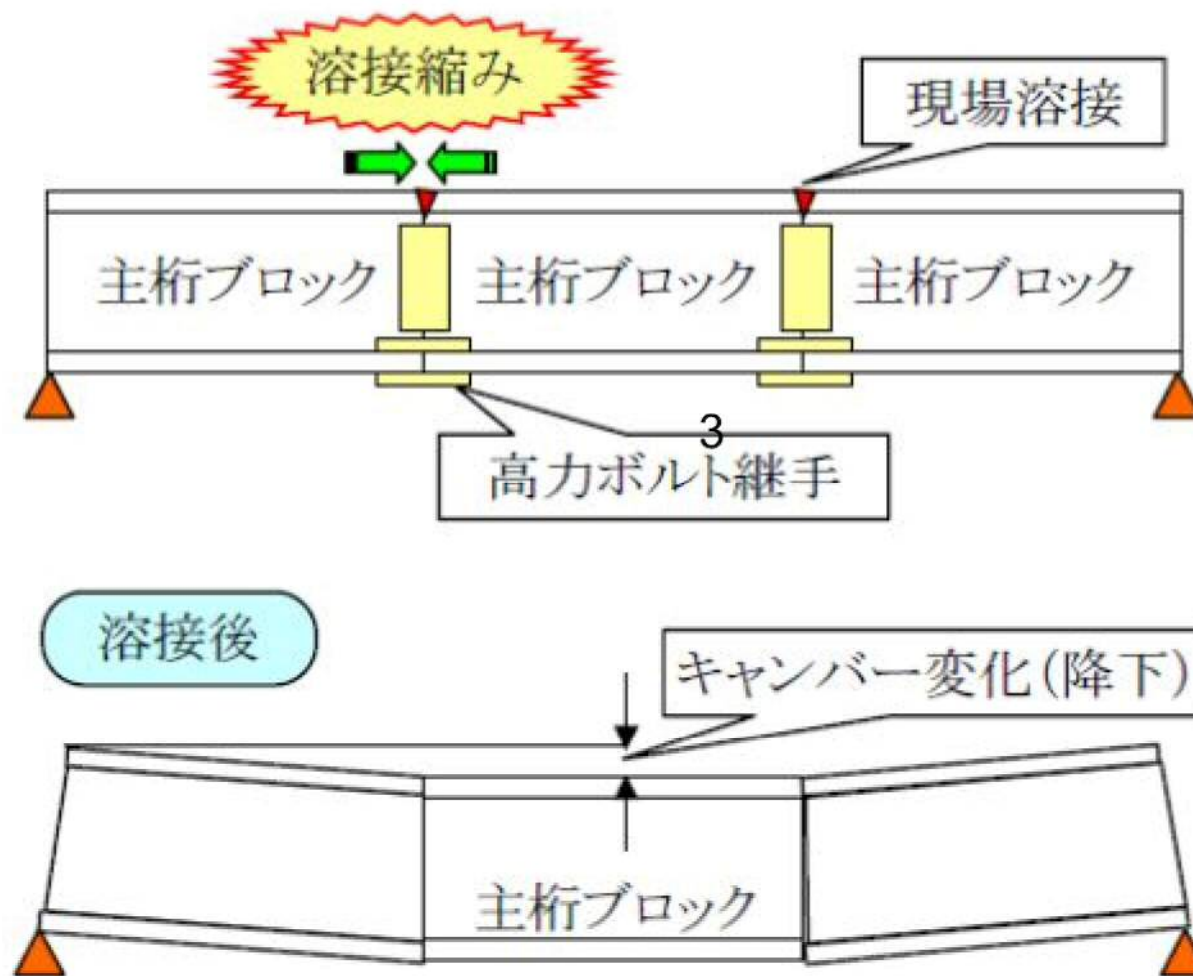 溶接縮み
現場溶接
主桁ブロック
主桁ブロック
主桁ブロック
3
高力ボルト継手
溶接後
キャンバー変化(降下)
主桁ブロック